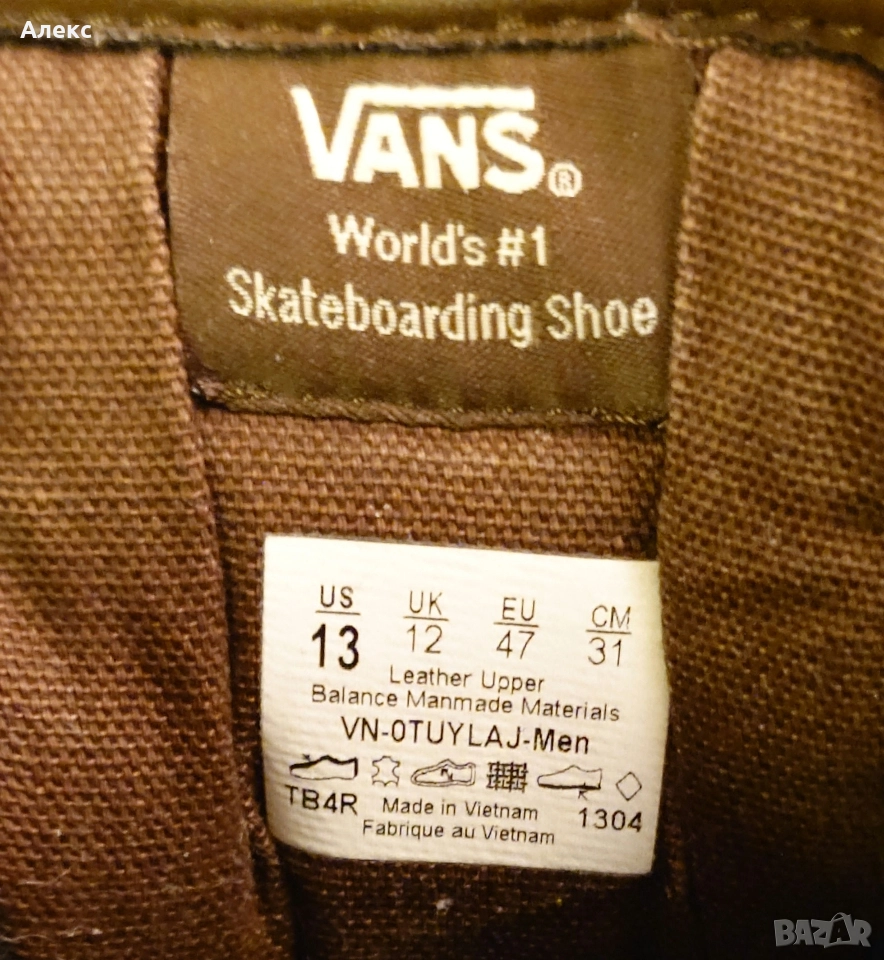 Алекс
VANS®
World's #1
Skateboarding Shoe
US UK EU CM
13 12 47 31
Leather Upper
Balance Manmade Materials
VN-0TUYLAJ-Men
TB4R Made in Vietnam 1304
Fabrique au Vietnam
BAZAR